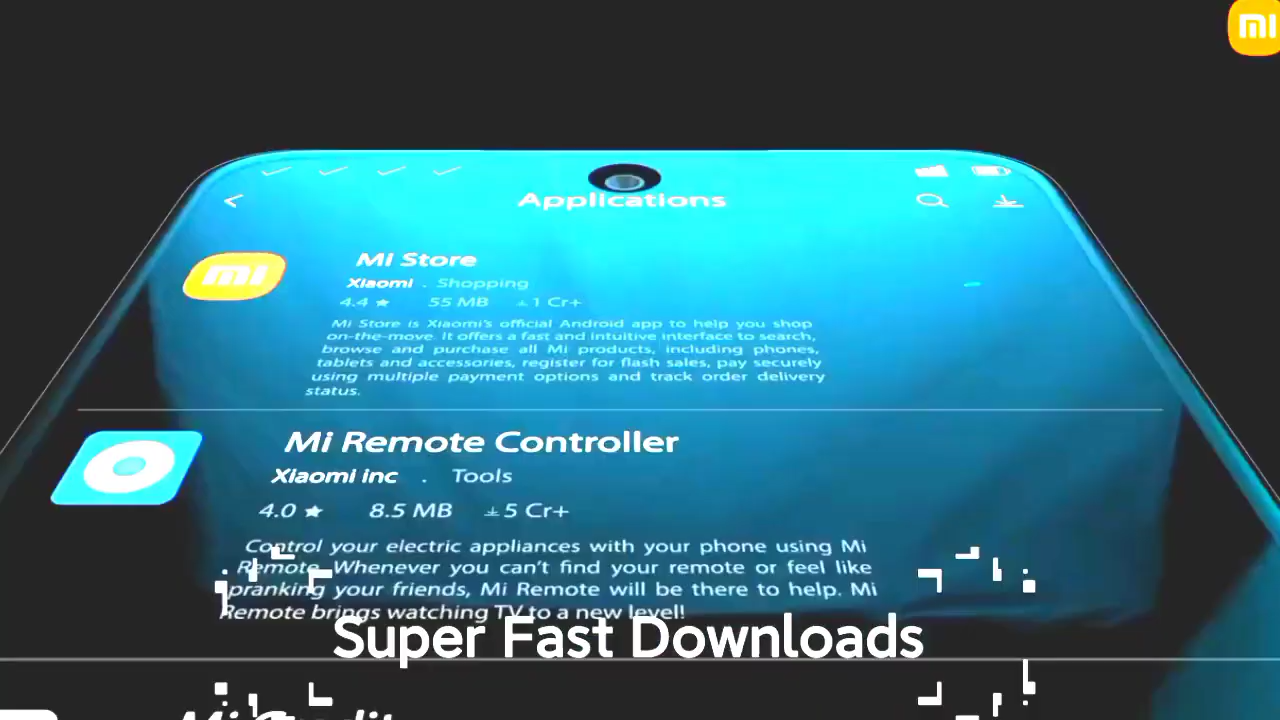 mi
Applications
mi
Mi Store
Xiaomi . Shopping
4.4 ★ 55 MB 1 Cr+
Mi Store is Xiaomi's official Android app to help you shop
on-the-move. It offers a fast and intuitive interface to search,
browse and purchase all Mi products, including phones,
tablets and accessories, register for flash sales, pay securely
using multiple payment options and track order delivery
status.
Mi Remote Controller
Xiaomi inc . Tools
4.0 ★ 8.5 MB 5 Cr+
Control your electric appliances with your phone using Mi
Remote. Whenever you can't find your remote or feel like
pranking your friends, Mi Remote will be there to help. Mi
Remote brings watching TV to a new level!
Super Fast Downloads
Mi Credit